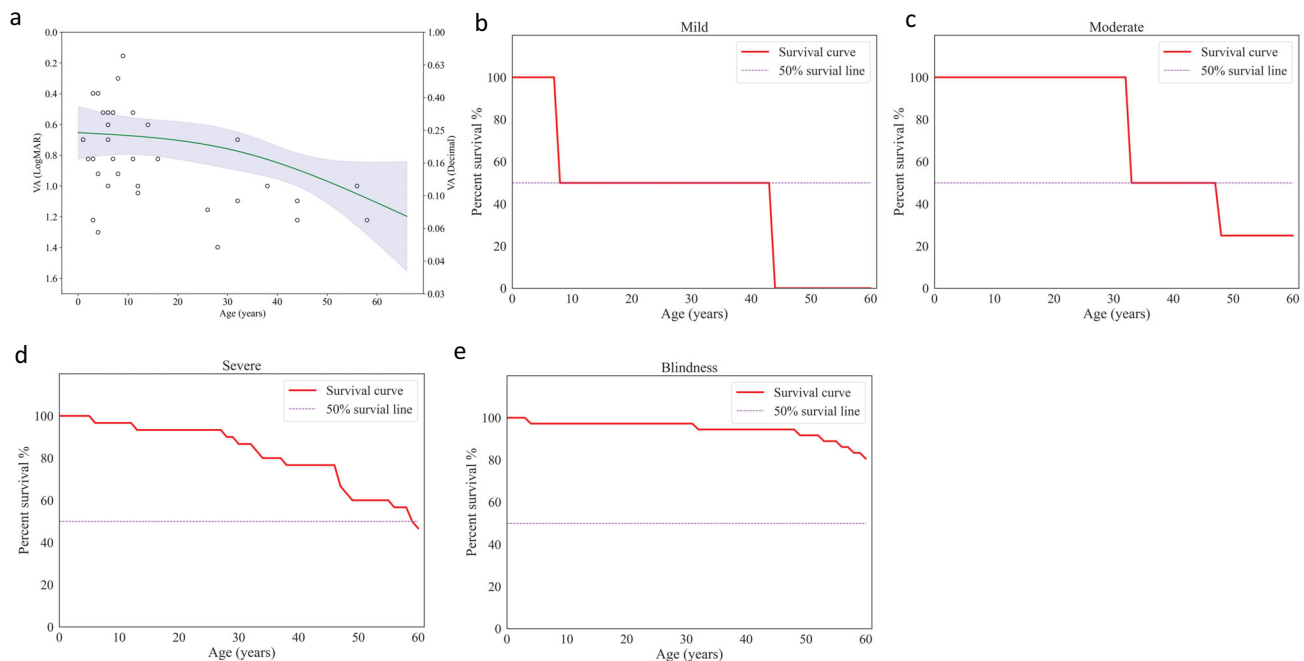 a
0.0
0.2
0.4
0.6
0.8
1.0
1.2
1.4
1.6
VA (LogMAR)
1.00
0.63
0.40
0.25
0.16
0.10
0.06
0.04
0.03
VA (Decimal)
0 10 20 30 40 50 60
Age (years)
b
Mild
Survival curve
50% survial line
100
80
60
40
20
0
Percent survival %
0 10 20 30 40 50 60
Age (years)
c
Moderate
Survival curve
50% survial line
100
80
60
40
20
0
Percent survival %
0 10 20 30 40 50 60
Age (years)
d
Severe
Survival curve
50% survial line
100
80
60
40
20
0
Percent survival %
0 10 20 30 40 50 60
Age (years)
e
Blindness
Survival curve
50% survial line
100
80
60
40
20
0
Percent survival %
0 10 20 30 40 50 60
Age (years)